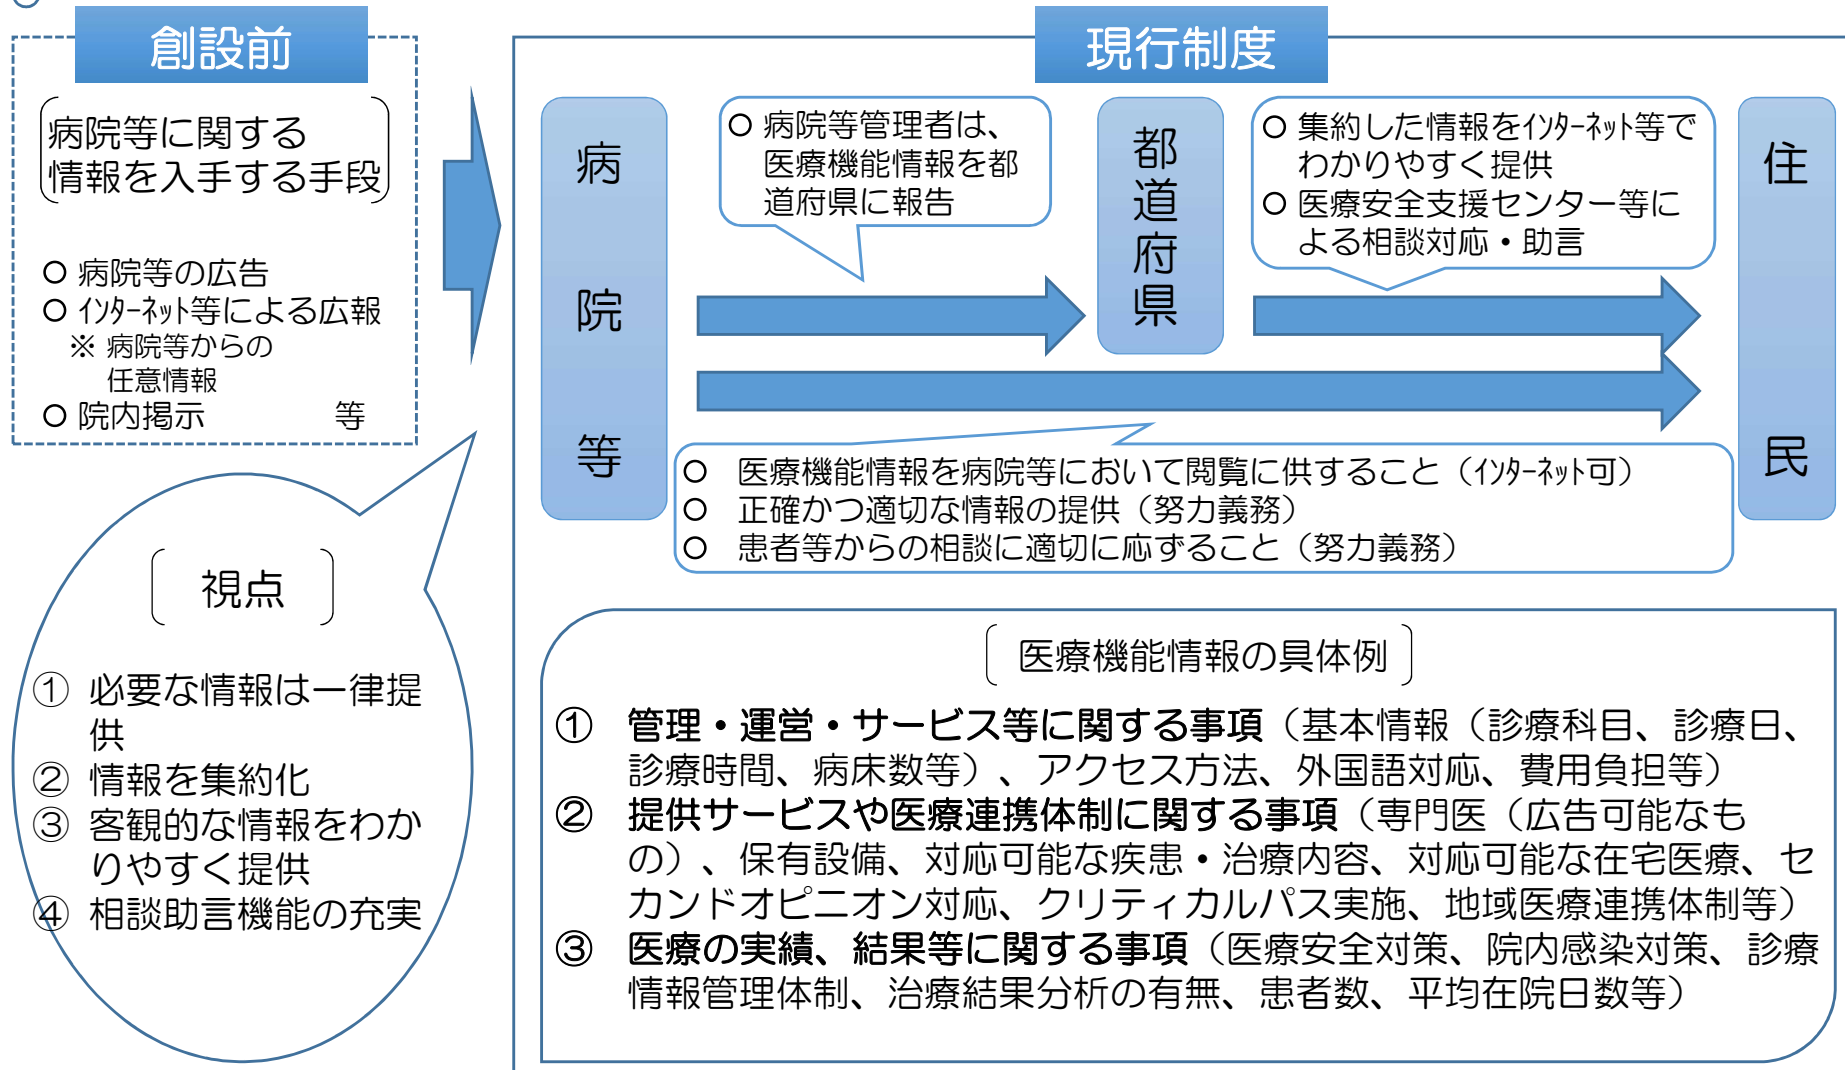 創設前
病院等に関する
情報を入手する手段
○ 病院等の広告
○ ｲﾝﾀｰﾈｯﾄ等による広報
※ 病院等からの
任意情報
○ 院内掲示　　　　等
視点
① 必要な情報は一律提
供
② 情報を集約化
③ 客観的な情報をわか
りやすく提供
④ 相談助言機能の充実
現行制度
病院等
○ 病院等管理者は、
医療機能情報を都
道府県に報告
都道府県
○ 集約した情報をｲﾝﾀｰﾈｯﾄ等で
わかりやすく提供
○ 医療安全支援センター等に
よる相談対応・助言
住民
○ 医療機能情報を病院等において閲覧に供すること（ｲﾝﾀｰﾈｯﾄ可）
○ 正確かつ適切な情報の提供（努力義務）
○ 患者等からの相談に適切に応ずること（努力義務）
医療機能情報の具体例
① 管理・運営・サービス等に関する事項（基本情報（診療科目、診療日、
診療時間、病床数等）、アクセス方法、外国語対応、費用負担等）
② 提供サービスや医療連携体制に関する事項（専門医（広告可能なも
の）、保有設備、対応可能な疾患・治療内容、対応可能な在宅医療、セ
カンドオピニオン対応、クリティカルパス実施、地域医療連携体制等）
③ 医療の実績、結果等に関する事項（医療安全対策、院内感染対策、診療
情報管理体制、治療結果分析の有無、患者数、平均在院日数等）